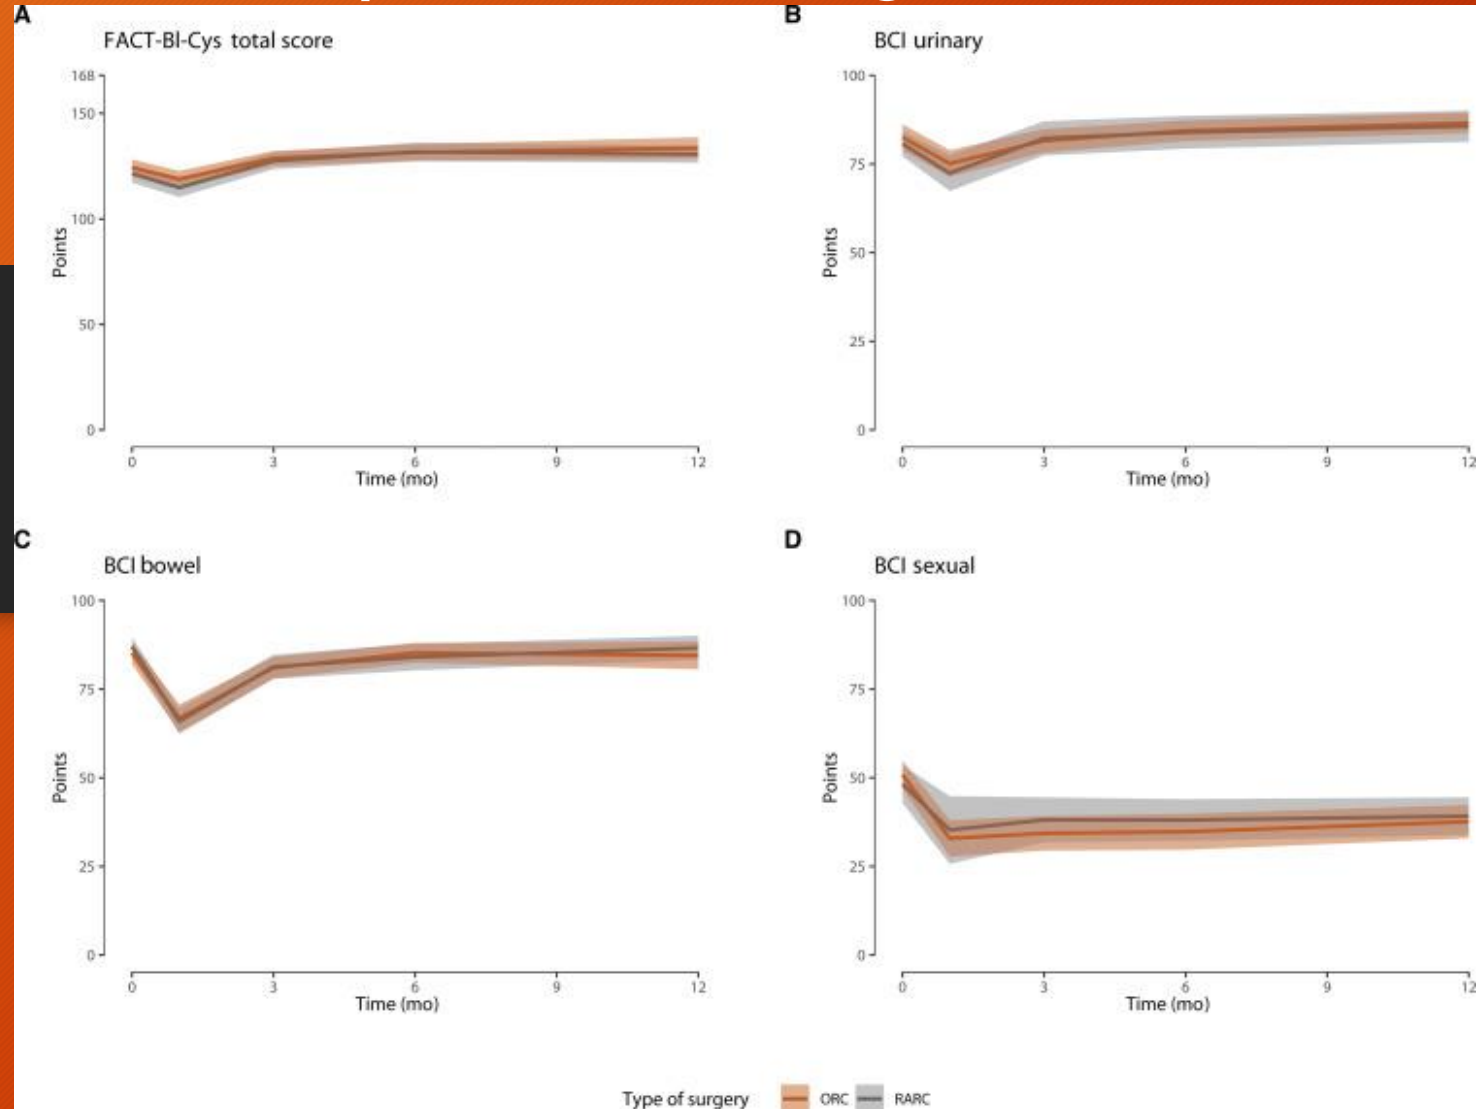 A
FACT-Bl-Cys total score
168
150
100
50
0
Points
0 3 6 9 12
Time (mo)
B
BCI urinary
100
75
50
25
0
Points
0 3 6 9 12
Time (mo)
C
BCI bowel
100
75
50
25
0
Points
0 3 6 9 12
Time (mo)
D
BCI sexual
100
75
50
25
0
Points
0 3 6 9 12
Time (mo)
Type of surgery ORC RARC